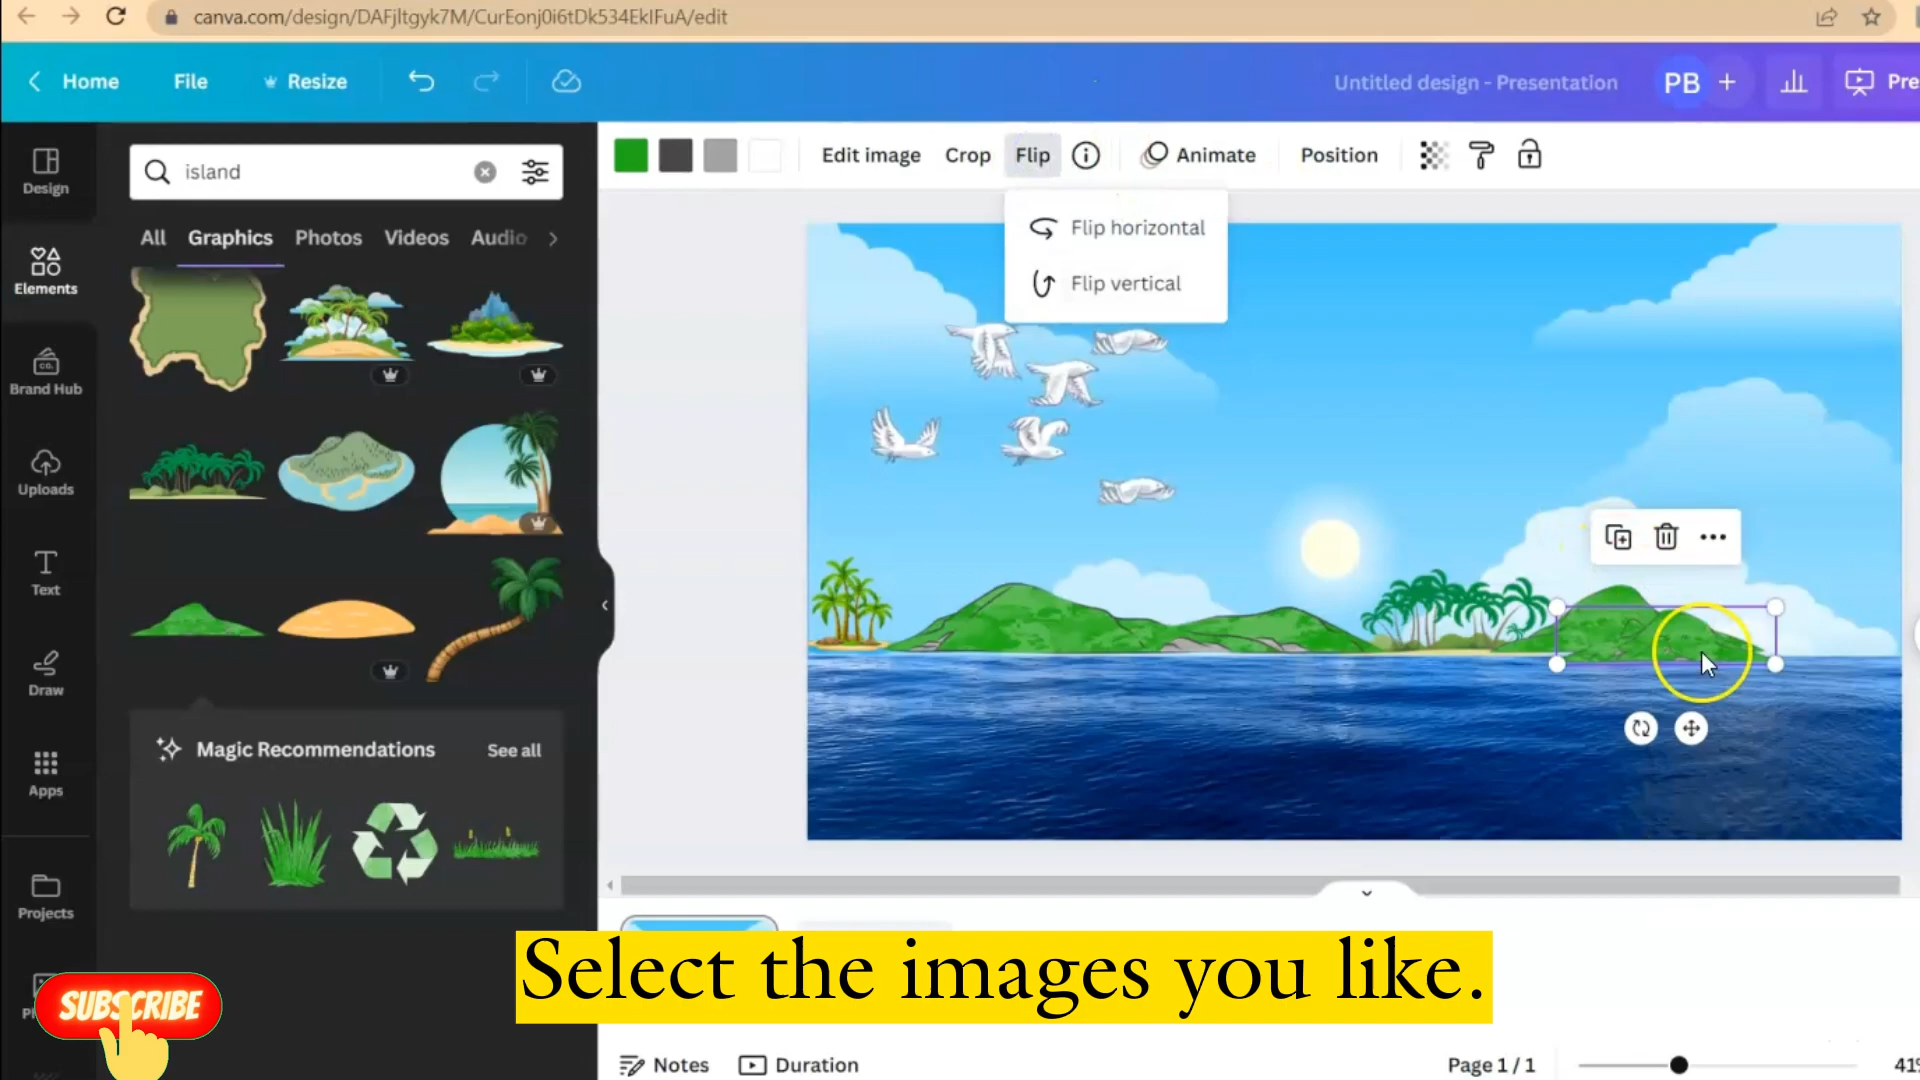 canva.com/design/DAFjltgyk7M/CurEonj0i6tDk534EkIFuA/edit
Home File Resize
Untitled design - Presentation PB + Pre
Design
Elements
Brand Hub
Uploads
Text
Draw
Apps
Projects
island
All Graphics Photos Videos Audio
Magic Recommendations See all
Edit image Crop Flip Animate Position
Flip horizontal
Flip vertical
Select the images you like.
SUBSCRIBE
Notes Duration Page 1 / 1 41%